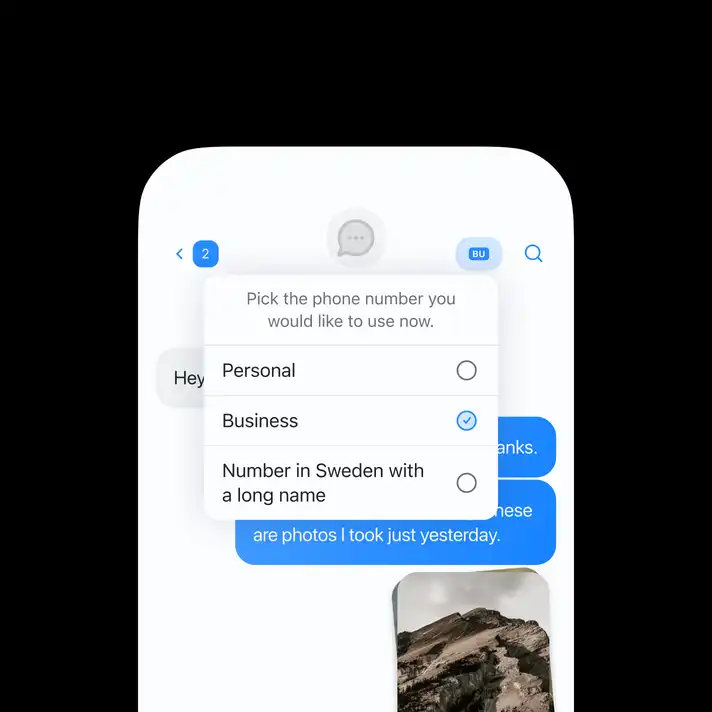 2
BU
Pick the phone number you
would like to use now.
Personal
Hey
Business
anks.
Number in Sweden with
a long name
hese
are photos I took just yesterday.